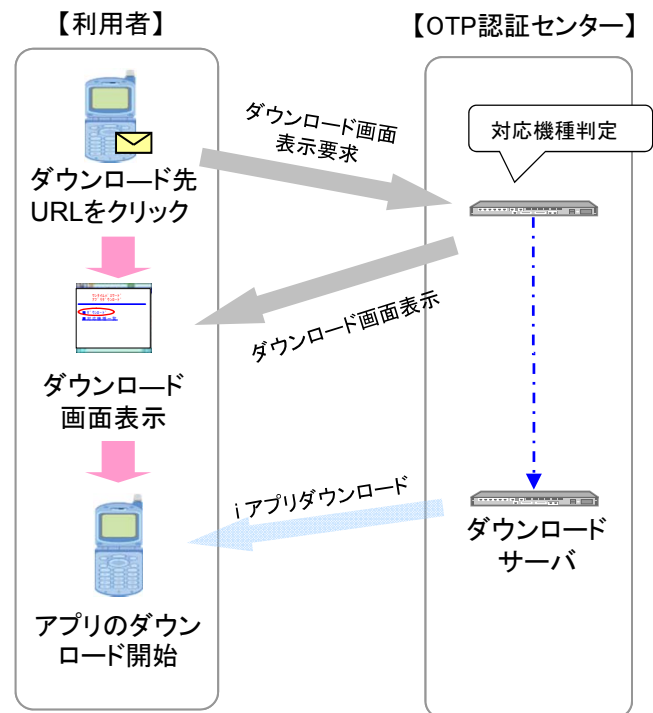 【利用者】
【OTP認証センター】
ダウンロード画面
表示要求
対応機種判定
ダウンロード先
URLをクリック
ダウンロード画面表示
ダウンロード
画面表示
iアプリダウンロード
ダウンロード
サーバ
アプリのダウン
ロード開始